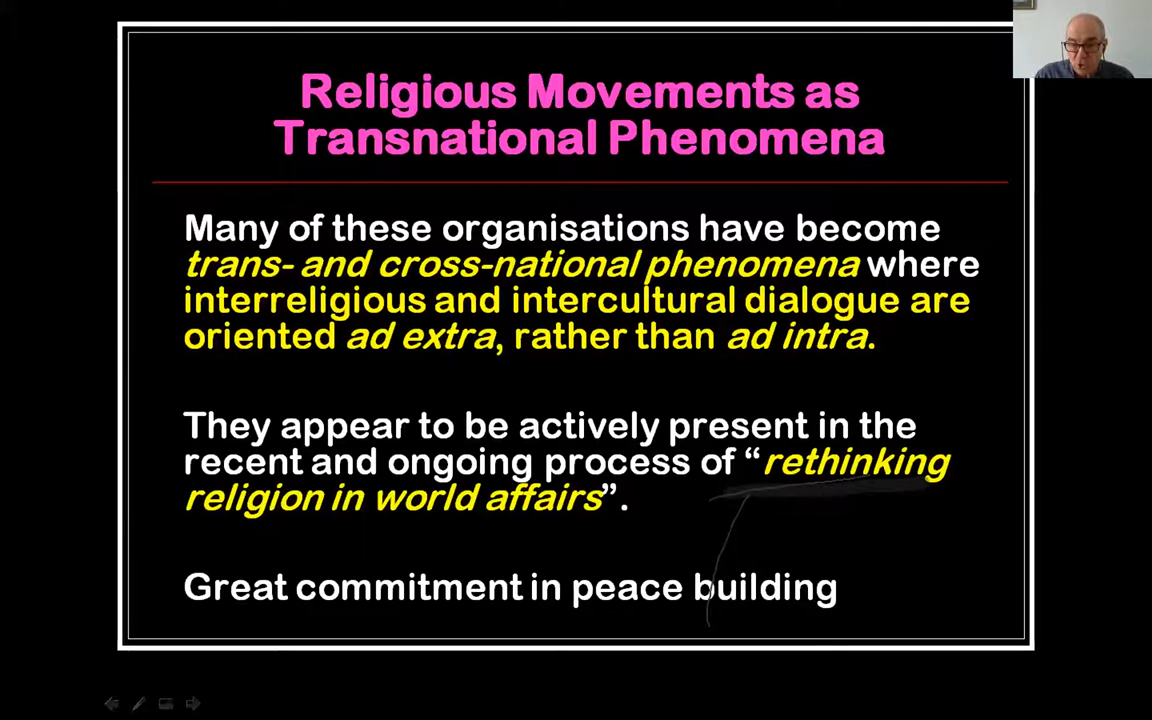 Religious Movements as
Transnational Phenomena
Many of these organisations have become
trans- and cross-national phenomena where
interreligious and intercultural dialogue are
oriented ad extra, rather than ad intra.
They appear to be actively present in the
recent and ongoing process of “rethinking
religion in world affairs”.
Great commitment in peace building